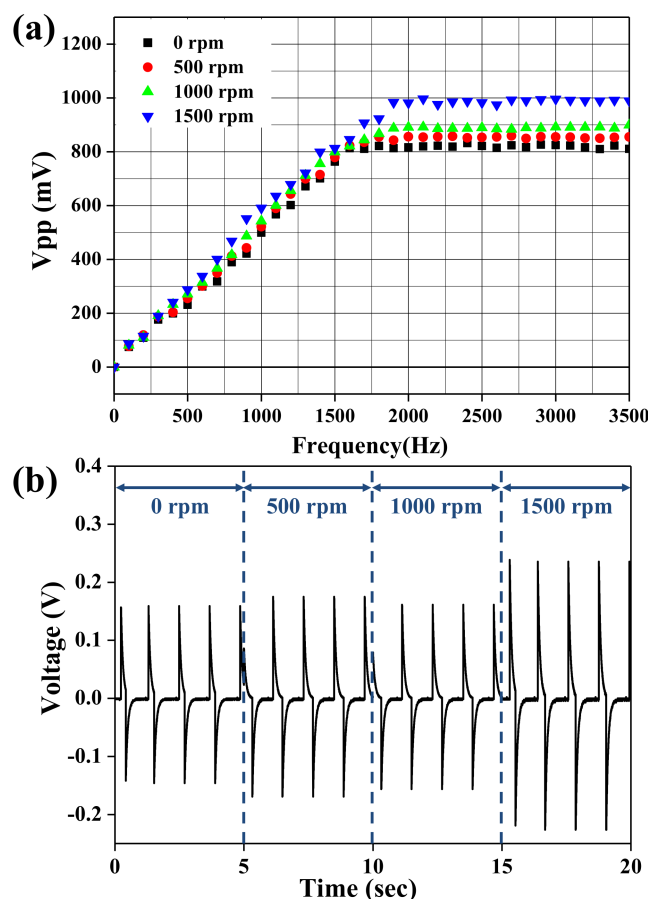 (a)
1200
1000
800
600
400
200
0
Vpp (mV)
0 rpm
500 rpm
1000 rpm
1500 rpm
0 500 1000 1500 2000 2500 3000 3500
Frequency(Hz)
(b)
0.4
0.3
0.2
0.1
0.0
-0.1
-0.2
Voltage (V)
0 rpm 500 rpm 1000 rpm 1500 rpm
0 5 10 15 20
Time (sec)